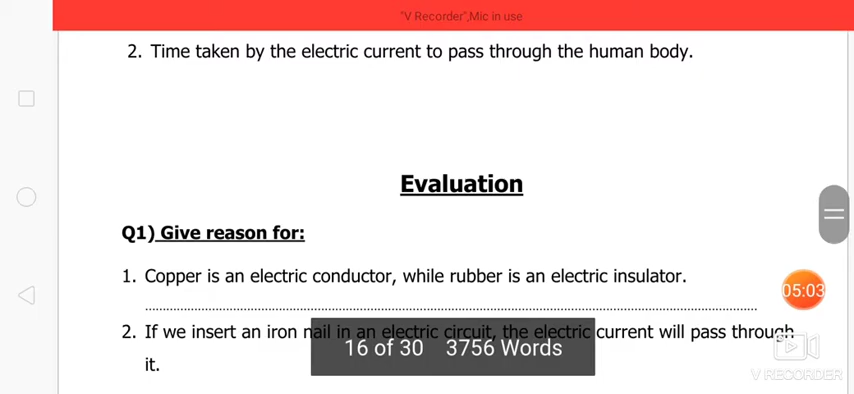 "V Recorder",Mic in use
2. Time taken by the electric current to pass through the human body.
Evaluation
Q1) Give reason for:
1. Copper is an electric conductor, while rubber is an electric insulator.
05:03
2. If we insert an iron nail in an electric circuit, the electric current will pass through
16 of 30 3756 Words
it.
V RECORDER